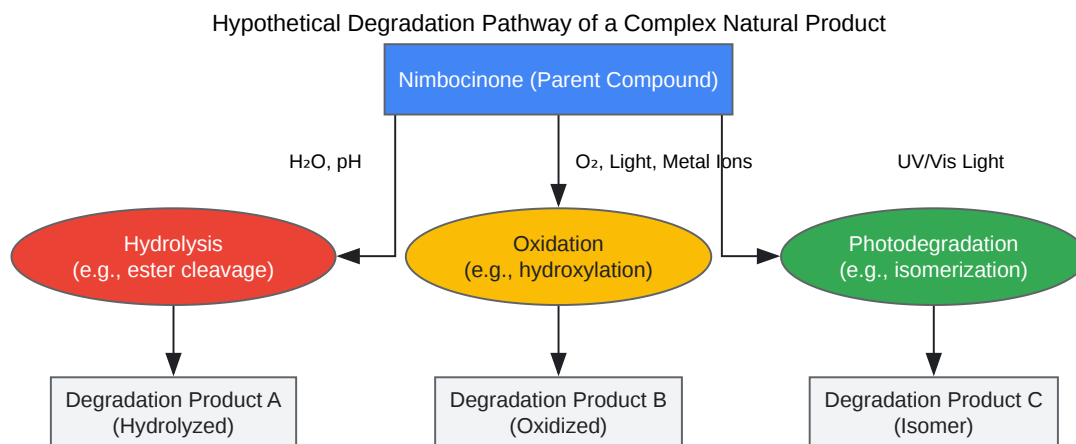 Hypothetical Degradation Pathway of a Complex Natural Product
Nimbocinone (Parent Compound)
H₂O, pH
O₂, Light, Metal Ions
UV/Vis Light
Hydrolysis
(e.g., ester cleavage)
Oxidation
(e.g., hydroxylation)
Photodegradation
(e.g., isomerization)
Degradation Product A
(Hydrolyzed)
Degradation Product B
(Oxidized)
Degradation Product C
(Isomer)